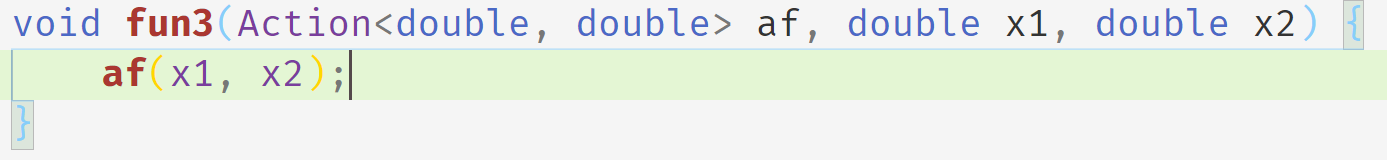 void fun3(Action<double, double> af, double x1, double x2) {
    af(x1, x2);
}